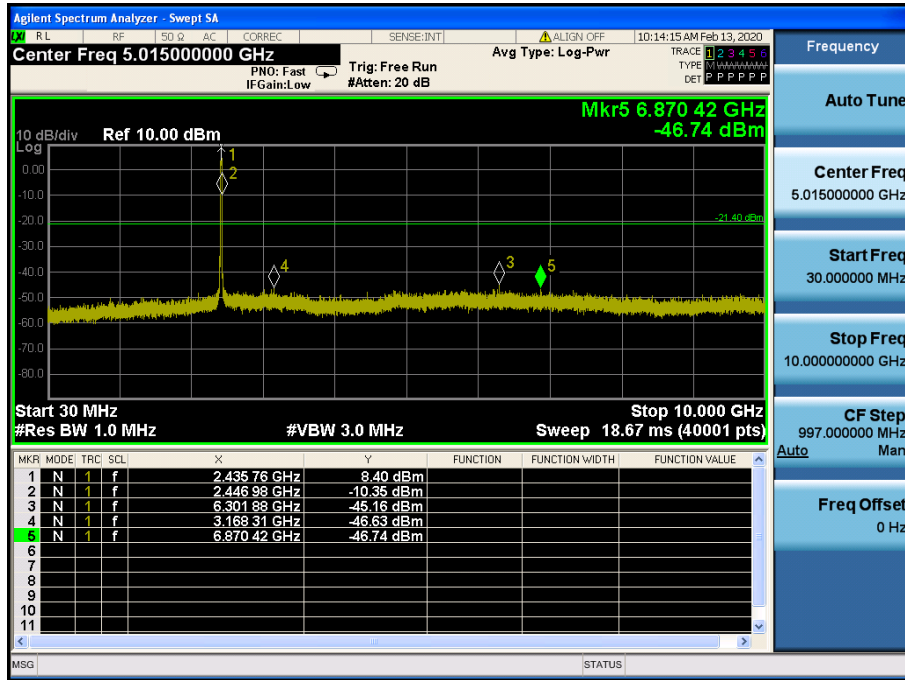 Agilent Spectrum Analyzer - Swept SA
LXI RL RF 50 Ω AC CORREC SENSE:INT ALIGN OFF 10:14:15 AM Feb 13, 2020
Center Freq 5.015000000 GHz
PNO: Fast
IFGain:Low
Trig: Free Run
#Atten: 20 dB
Avg Type: Log-Pwr
TRACE 1 2 3 4 5 6
TYPE M W W W W W
DET P P P P P P
Mkr5 6.870 42 GHz
-46.74 dBm
10 dB/div Ref 10.00 dBm
Log
1
0.00
2
-10.0
-20.0
-21.40 dBm
-30.0
-40.0
4
3
5
-50.0
-60.0
-70.0
-80.0
Start 30 MHz Stop 10.000 GHz
#Res BW 1.0 MHz #VBW 3.0 MHz Sweep 18.67 ms (40001 pts)
MKR MODE TRC SCL X Y FUNCTION FUNCTION WIDTH FUNCTION VALUE
1 N 1 f 2.435 76 GHz 8.40 dBm
2 N 1 f 2.446 98 GHz -10.35 dBm
3 N 1 f 6.301 88 GHz -45.16 dBm
4 N 1 f 3.168 31 GHz -46.63 dBm
5 N 1 f 6.870 42 GHz -46.74 dBm
6
7
8
9
10
11
MSG STATUS
Frequency
Auto Tune
Center Freq
5.015000000 GHz
Start Freq
30.000000 MHz
Stop Freq
10.000000000 GHz
CF Step
997.000000 MHz
Auto Man
Freq Offset
0 Hz